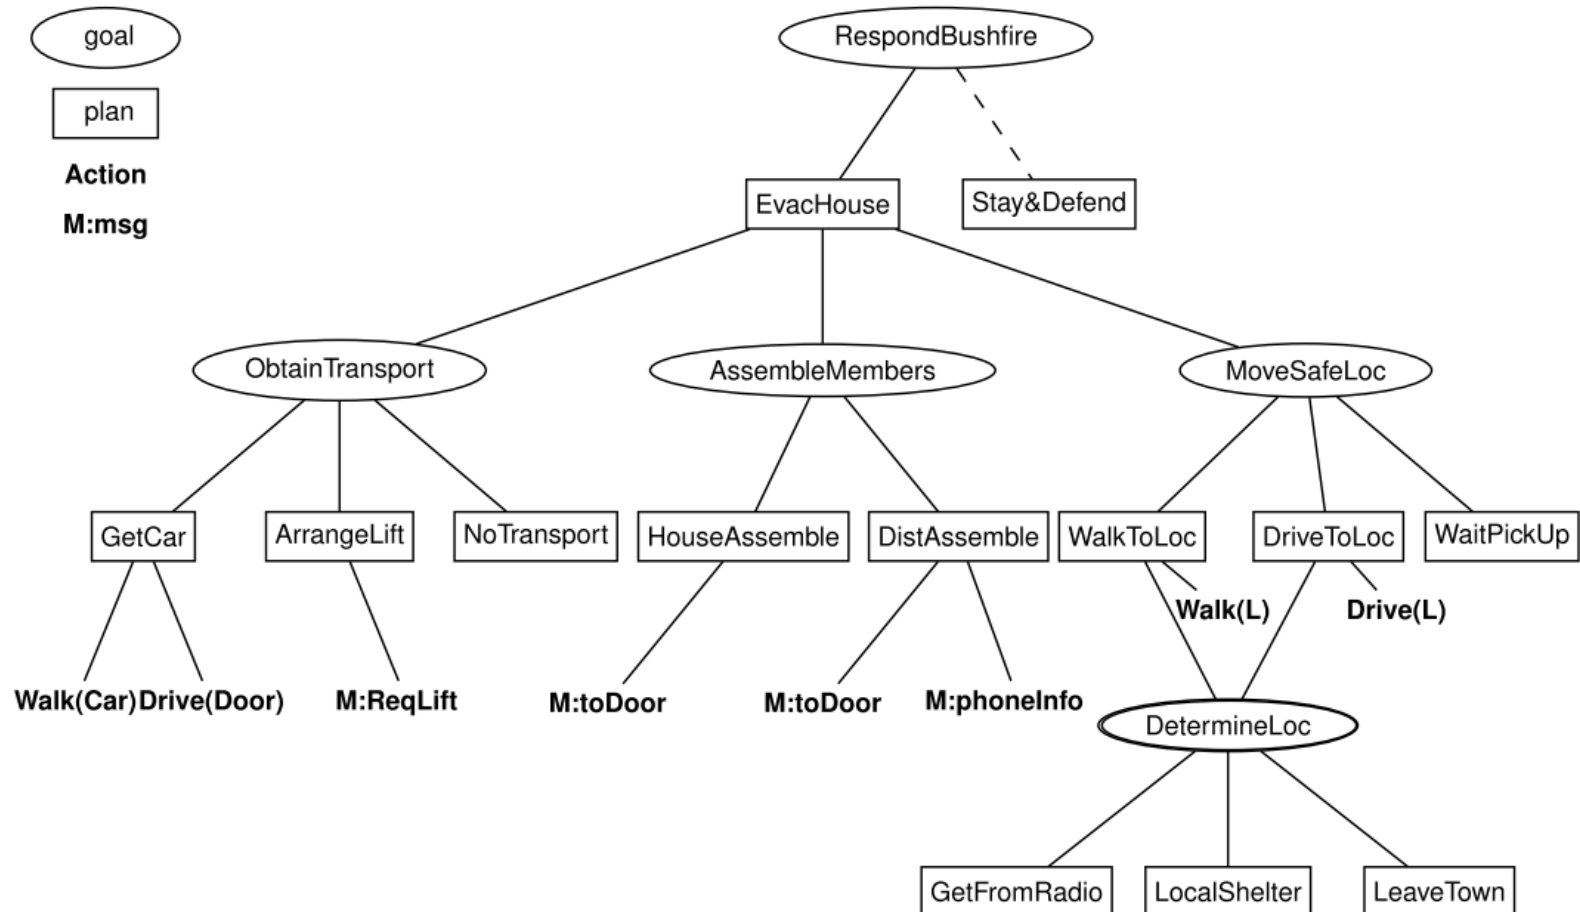 goal
RespondBushfire
plan
Action
M:msg
EvacHouse
Stay&Defend
ObtainTransport
AssembleMembers
MoveSafeLoc
GetCar
ArrangeLift
NoTransport
HouseAssemble
DistAssemble
WalkToLoc
DriveToLoc
WaitPickUp
Walk(L)
Drive(L)
Walk(Car)
Drive(Door)
M:ReqLift
M:toDoor
M:toDoor
M:phoneInfo
DetermineLoc
GetFromRadio
LocalShelter
LeaveTown